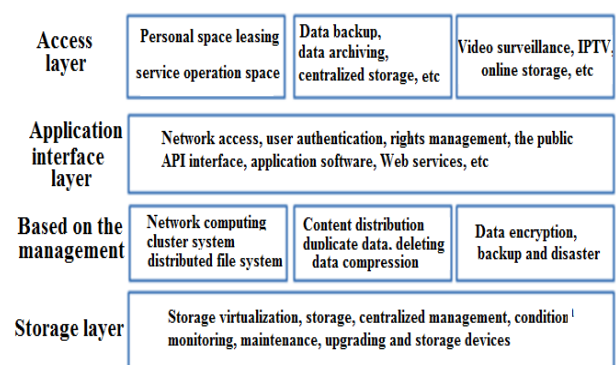 Access
layer
Personal space leasing
service operation space
Data backup,
data archiving,
centralized storage, etc
Video surveillance, IPTV,
online storage, etc
Application
interface
layer
Network access, user authentication, rights management, the public
API interface, application software, Web services, etc
Based on the
management
Network computing
cluster system
distributed file system
Content distribution
duplicate data. deleting
data compression
Data encryption,
backup and disaster
Storage layer
Storage virtualization, storage, centralized management, condition
monitoring, maintenance, upgrading and storage devices